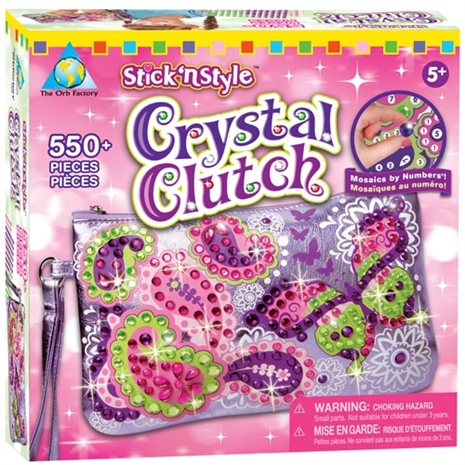 The Orb Factory
Stick 'n Style™
5+
550+
PIECES
PIÈCES
Crystal
Clutch
Mosaics by Numbers™!
Mosaïques au numéro!
WARNING: CHOKING HAZARD.
Small parts. Not suitable for children under 3 years.
MISE EN GARDE: RISQUE D'ÉTOUFFEMENT.
Petites pièces. Ne convient pas aux enfants de moins de 3 ans.